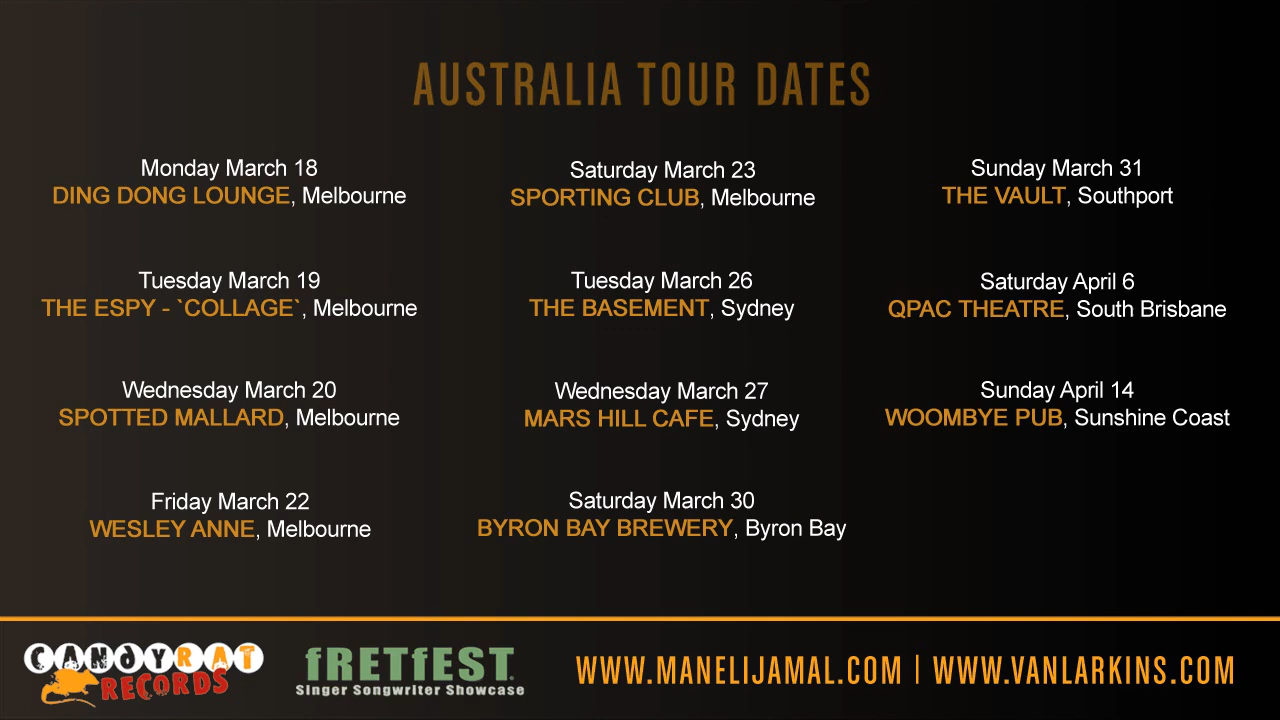 AUSTRALIA TOUR DATES
Monday March 18
DING DONG LOUNGE, Melbourne
Tuesday March 19
THE ESPY - `COLLAGE`, Melbourne
Wednesday March 20
SPOTTED MALLARD, Melbourne
Friday March 22
WESLEY ANNE, Melbourne
Saturday March 23
SPORTING CLUB, Melbourne
Tuesday March 26
THE BASEMENT, Sydney
Wednesday March 27
MARS HILL CAFE, Sydney
Saturday March 30
BYRON BAY BREWERY, Byron Bay
Sunday March 31
THE VAULT, Southport
Saturday April 6
QPAC THEATRE, South Brisbane
Sunday April 14
WOOMBYE PUB, Sunshine Coast
CANDYRAT
RECORDS
fRETfEST
Singer Songwriter Showcase
WWW.MANELIJAMAL.COM | WWW.VANLARKINS.COM